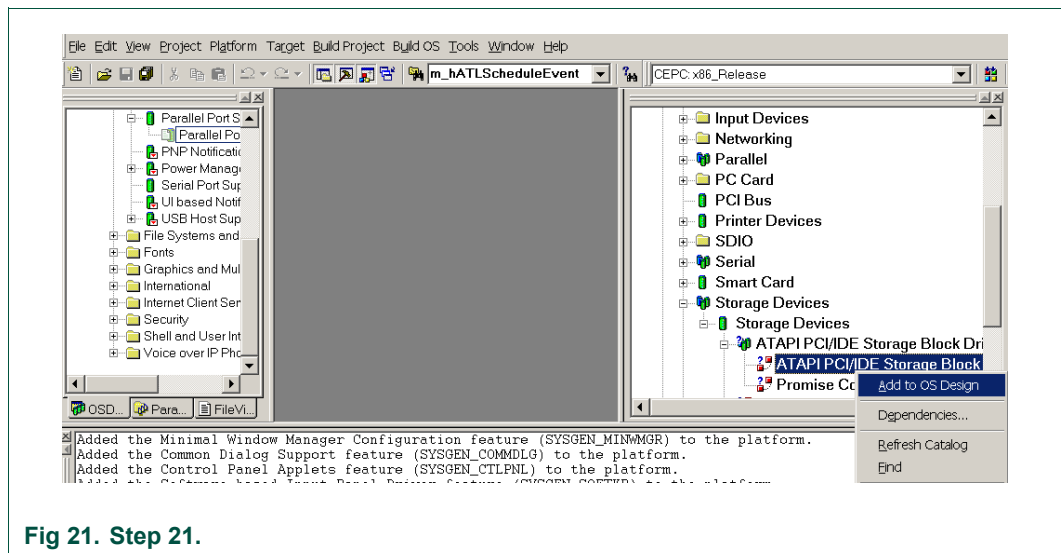 File Edit View Project Platform Target Build Project Build OS Tools Window Help
m_hATLScheduleEvent
CEPC: x86_Release
Parallel Port S
Parallel Po
PNP Notificatio
Power Manag
Serial Port Sup
UI based Notif
USB Host Sup
File Systems and
Fonts
Graphics and Mul
International
Internet Client Ser
Security
Shell and User Int
Voice over IP Pho
OSD... Para... FileVi...
Input Devices
Networking
Parallel
PC Card
PCI Bus
Printer Devices
SDIO
Serial
Smart Card
Storage Devices
Storage Devices
ATAPI PCI/IDE Storage Block Dri
ATAPI PCI/IDE Storage Block
Promise Co
Add to OS Design
Dependencies...
Refresh Catalog
Find
Added the Minimal Window Manager Configuration feature (SYSGEN_MINWMGR) to the platform.
Added the Common Dialog Support feature (SYSGEN_COMMDLG) to the platform.
Added the Control Panel Applets feature (SYSGEN_CTLPNL) to the platform.
Fig 21. Step 21.